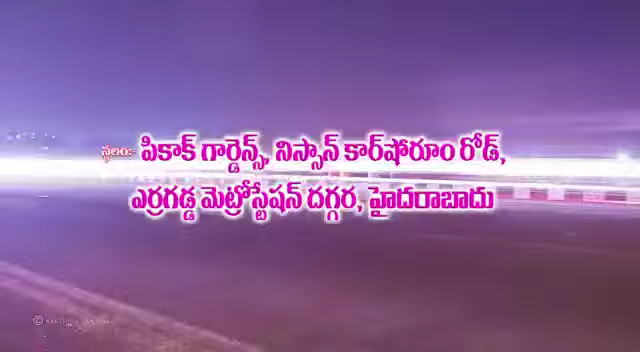 స్థలం:- పికాక్ గార్డెన్స్, నిస్సాన్ కార్‌షోరూం రోడ్,
ఎర్రగడ్డ మెట్రోస్టేషన్ దగ్గర, హైదరాబాదు